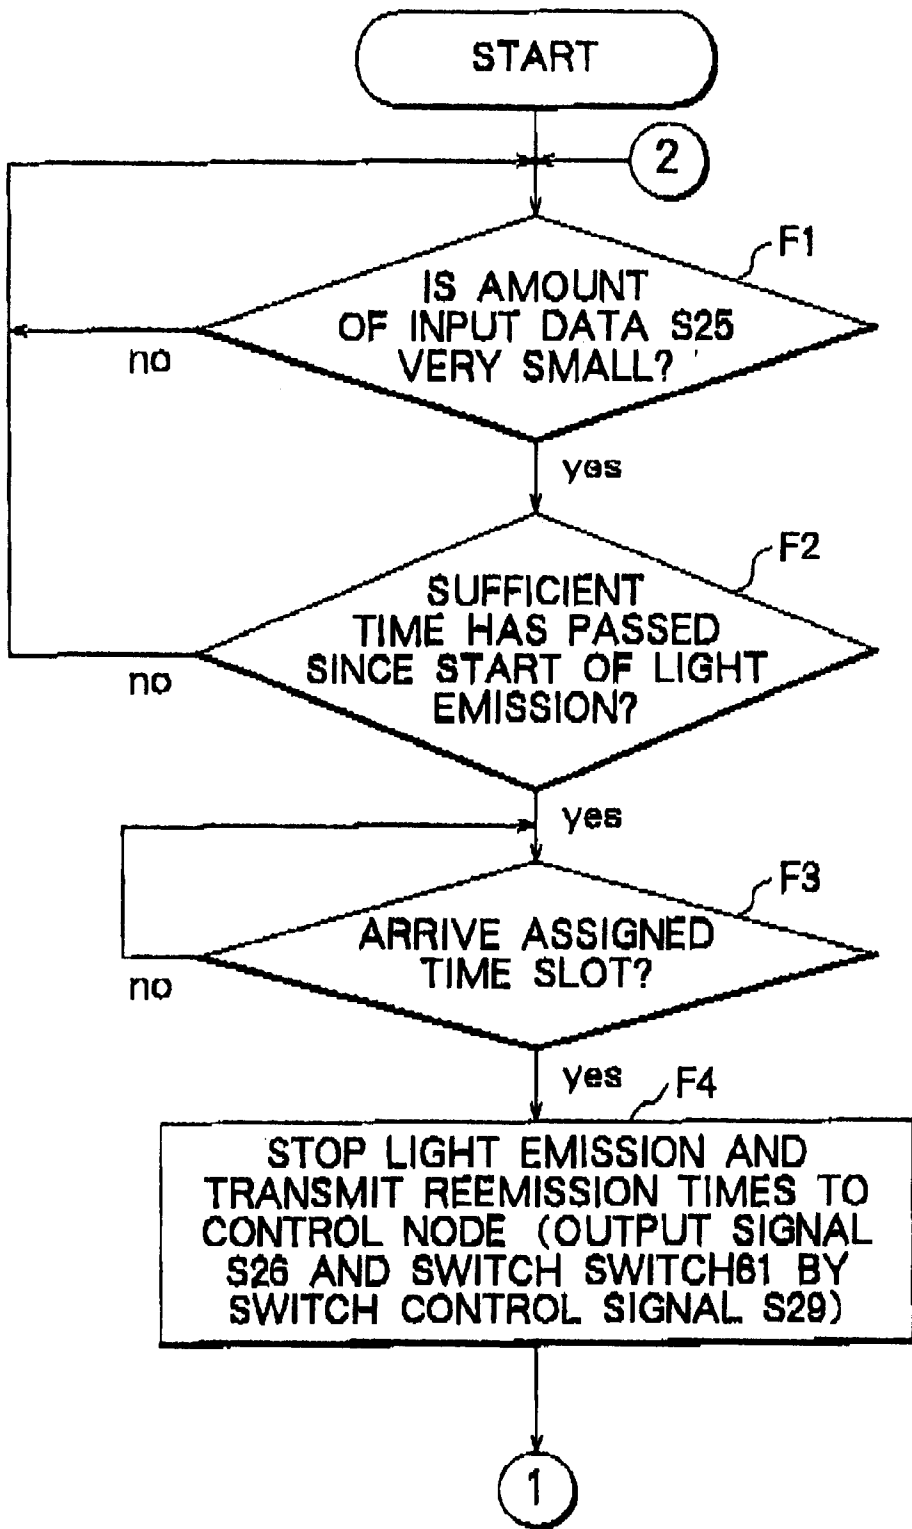 START
2
F1
IS AMOUNT
OF INPUT DATA S25
VERY SMALL?
no
yes
F2
SUFFICIENT
TIME HAS PASSED
SINCE START OF LIGHT
EMISSION?
no
yes
F3
ARRIVE ASSIGNED
TIME SLOT?
no
yes
F4
STOP LIGHT EMISSION AND
TRANSMIT REEMISSION TIMES TO
CONTROL NODE (OUTPUT SIGNAL
S26 AND SWITCH SWITCH61 BY
SWITCH CONTROL SIGNAL S29)
1